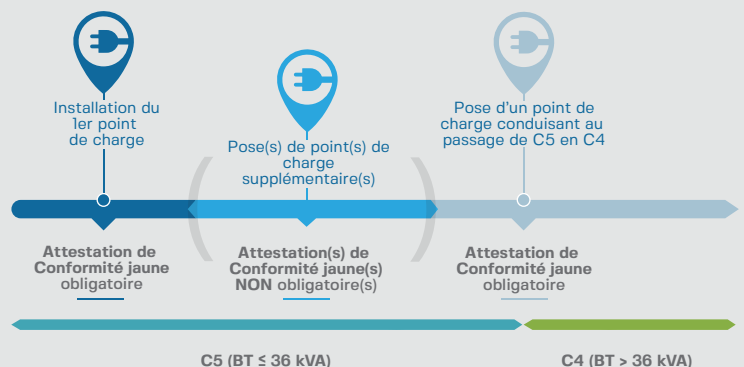 Installation du
1er point
de charge
Pose(s) de point(s) de
charge
supplémentaire(s)
Pose d'un point de
charge conduisant au
passage de C5 en C4
Attestation de
Conformité jaune
obligatoire
Attestation(s) de
Conformité jaune(s)
NON obligatoire(s)
Attestation de
Conformité jaune
obligatoire
C5 (BT ≤ 36 kVA)
C4 (BT > 36 kVA)